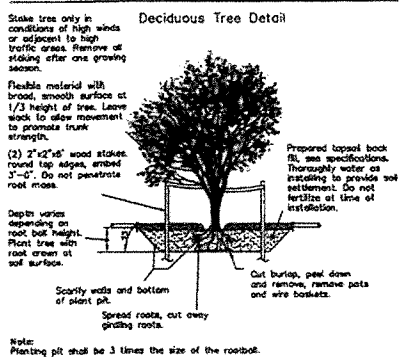 Deciduous Tree Detail
Stake tree only in
conditions of high winds
or adjacent to high
traffic areas. Remove all
staking after one growing
season.
Flexible material with
broad, smooth surface at
1/3 height of tree. Leave
slack to allow movement
to promote trunk
strength.
(2) 2"x2"x8' wood stakes.
round top edges, embed
3'-0". Do not penetrate
root mass.
Depth varies
depending on
root ball height.
Plant tree with
root crown at
soil surface.
Prepared topsoil back
fill, see specifications.
Thoroughly water as
installing to provide soil
settlement. Do not
fertilize at time of
installation.
Scarify walls and bottom
of plant pit.
Cut burlap, peel down
and remove, remove pots
and wire baskets.
Spread roots, cut away
girdling roots.
Note:
Planting pit shall be 3 times the size of the rootball.